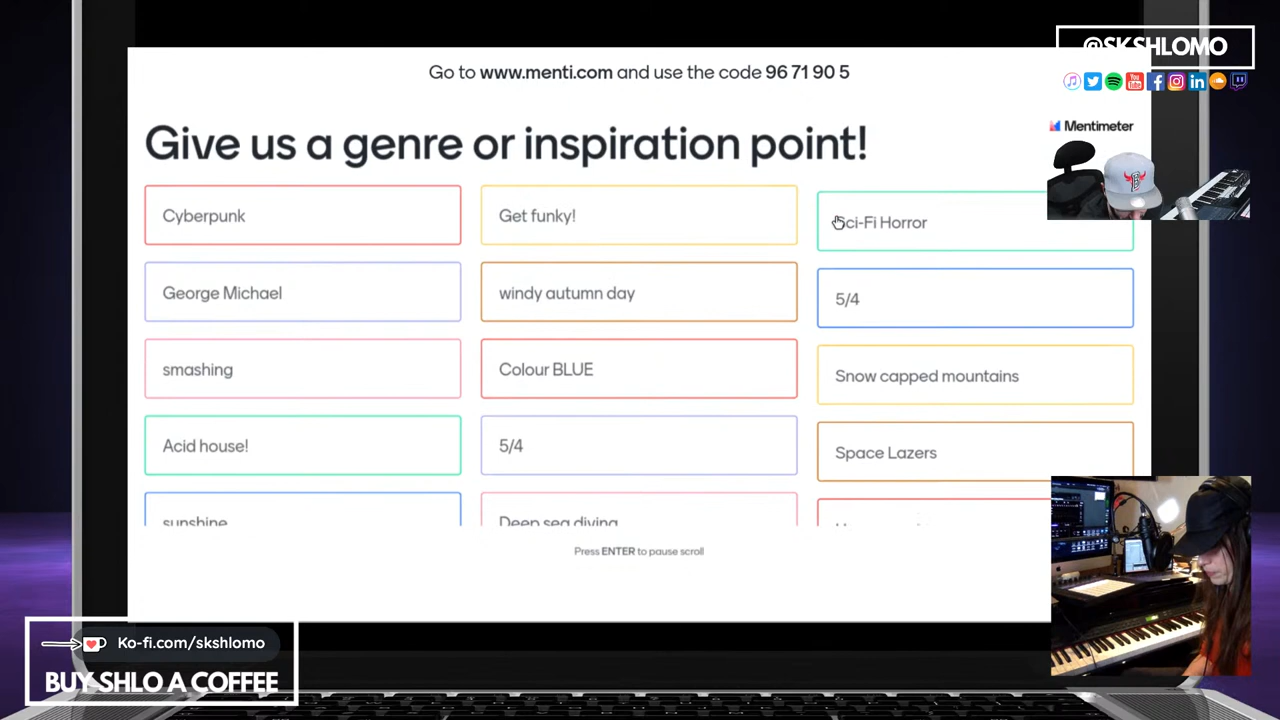 @SKSHLOMO
Go to www.menti.com and use the code 96 71 90 5
Mentimeter
Give us a genre or inspiration point!
Cyberpunk
Get funky!
Sci-Fi Horror
George Michael
windy autumn day
5/4
smashing
Colour BLUE
Snow capped mountains
Acid house!
5/4
Space Lazers
sunshine
Deep sea diving
Press ENTER to pause scroll
Ko-fi.com/skshlomo
BUY SHLO A COFFEE